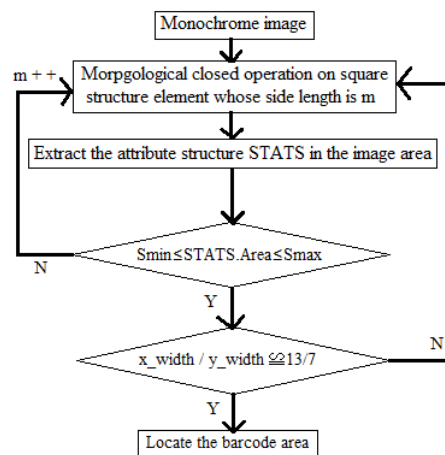 Monochrome image
m + +
Morpgological closed operation on square
structure element whose side length is m
Extract the attribute structure STATS in the image area
Smin≤STATS.Area≤Smax
N
Y
x_width / y_width ≌13/7
N
Y
Locate the barcode area